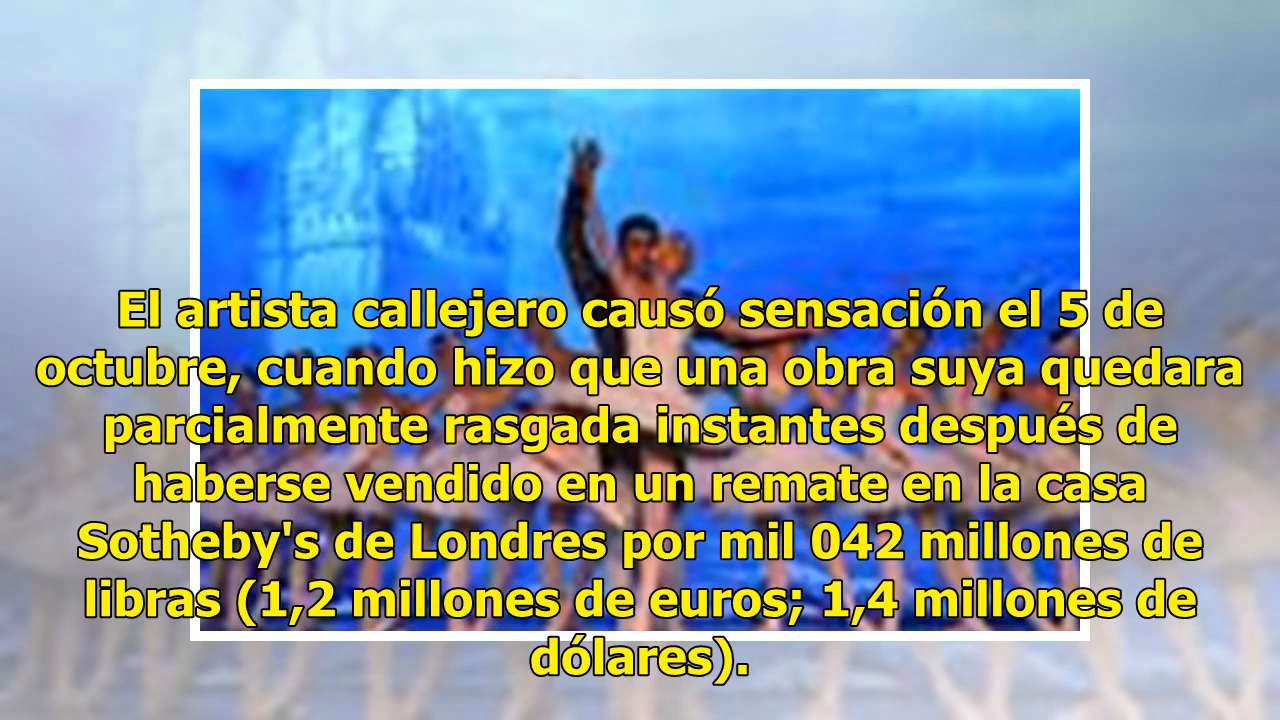 El artista callejero causó sensación el 5 de
octubre, cuando hizo que una obra suya quedara
parcialmente rasgada instantes después de
haberse vendido en un remate en la casa
Sotheby's de Londres por mil 042 millones de
libras (1,2 millones de euros; 1,4 millones de
dólares).